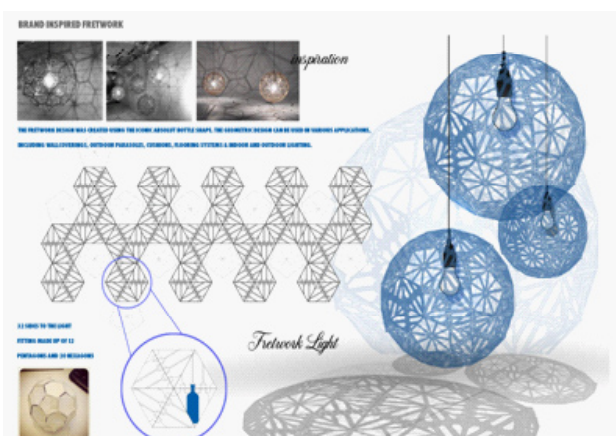 BRAND INSPIRED FRETWORK
inspiration
THE FRETWORK DESIGN WAS CREATED USING THE ICONIC ABSOLUT BOTTLE SHAPE, THE GEOMETRIC DESIGN CAN BE USED IN VARIOUS APPLICATIONS,
INCLUDING WALLCOVERINGS, OUTDOOR PARASOLES, CUSHIONS, FLOORING SYSTEMS & INDOOR AND OUTDOOR LIGHTING.
32 SIDES TO THE LIGHT
FITTING MADE UP OF 12
PENTAGONS AND 20 HEXAGONS
Fretwork Light